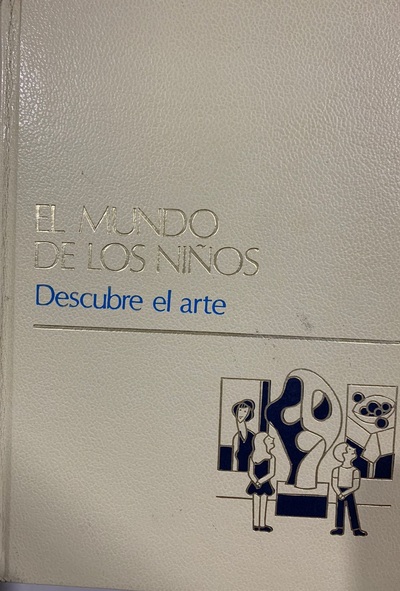 EL MUNDO
DE LOS NIÑOS
Descubre el arte